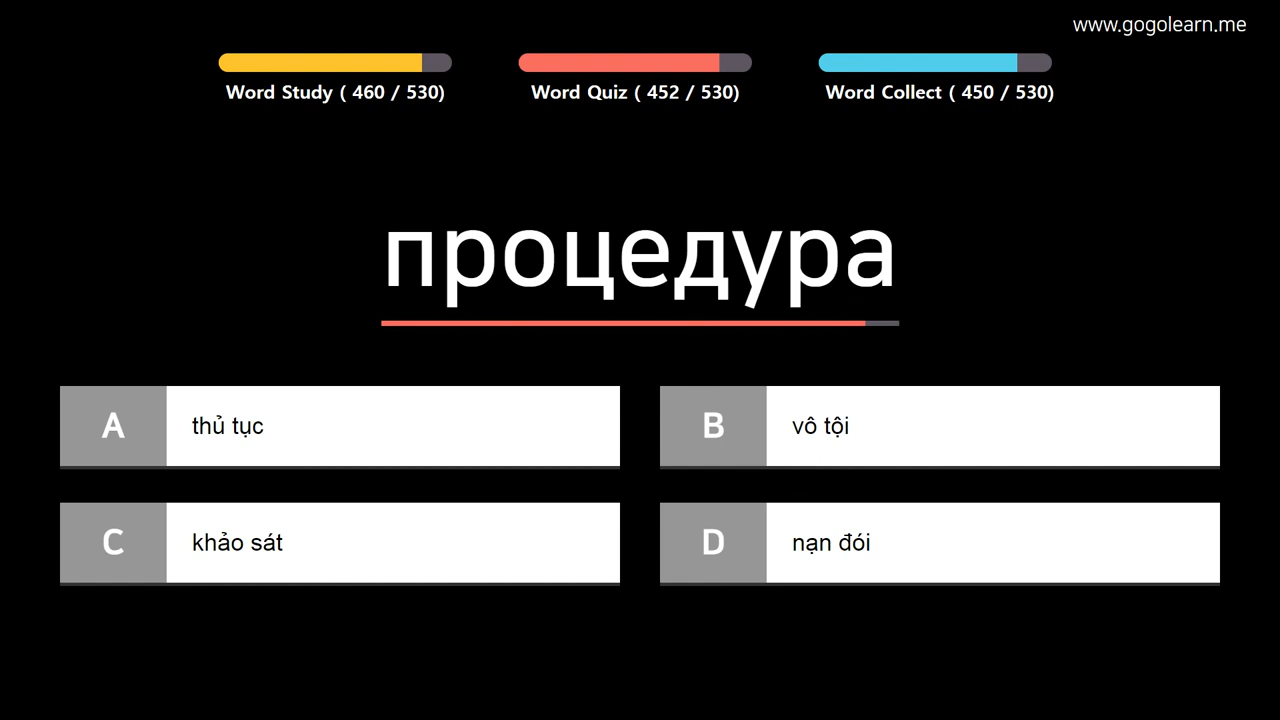 www.gogolearn.me
Word Study ( 460 / 530)
Word Quiz ( 452 / 530)
Word Collect ( 450 / 530)
процедура
A thủ tục
B vô tội
C khảo sát
D nạn đói